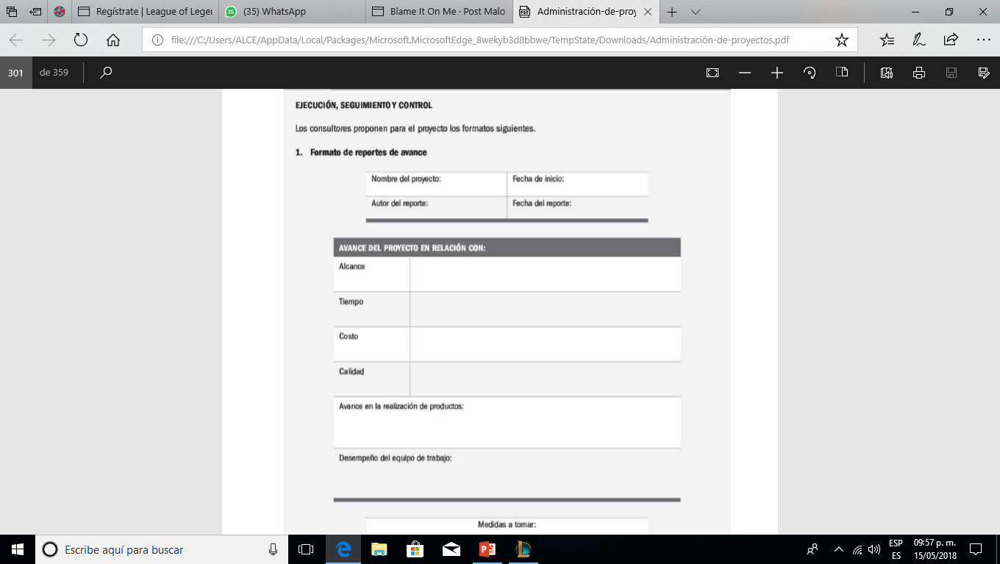 Regístrate | League of Leger
(35) WhatsApp
Blame It On Me · Post Malo
Administración-de-proy
file:///C:/Users/ALCE/AppData/Local/Packages/Microsoft.MicrosoftEdge_8wekyb3d8bbwe/TempState/Downloads/Administración-de-proyectos.pdf
301 de 359
EJECUCIÓN, SEGUIMIENTO Y CONTROL
Los consultores proponen para el proyecto los formatos siguientes.
1. Formato de reportes de avance
Nombre del proyecto: Fecha de inicio:
Autor del reporte: Fecha del reporte:
AVANCE DEL PROYECTO EN RELACIÓN CON:
Alcance
Tiempo
Costo
Calidad
Avance en la realización de productos:
Desempeño del equipo de trabajo:
Medidas a tomar:
Escribe aquí para buscar
ESP
ES
09:57 p. m.
15/05/2018